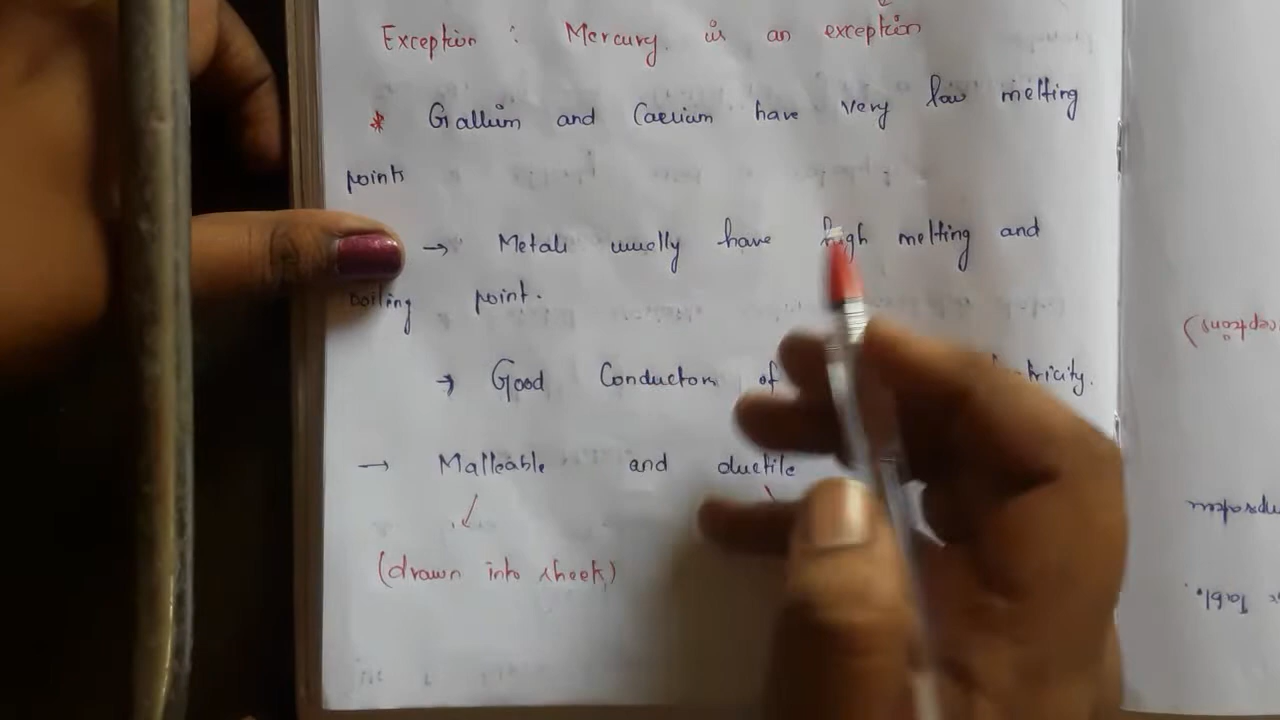 Exception : Mercury is an exception
* Gallium and Caesium have very low melting
points
→ Metals usually have high melting and
boiling point.
→ Good Conductors of
→ Malleable and ductile
(drawn into sheets)